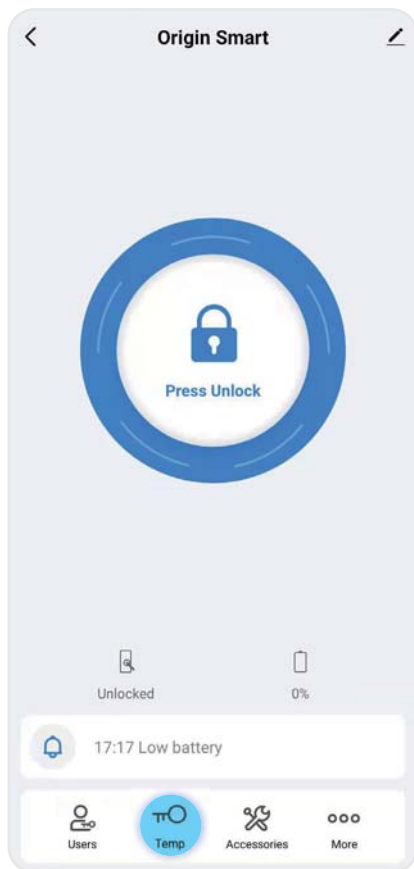 Origin Smart
Press Unlock
Unlocked
0%
17:17 Low battery
Users
Temp
Accessories
More